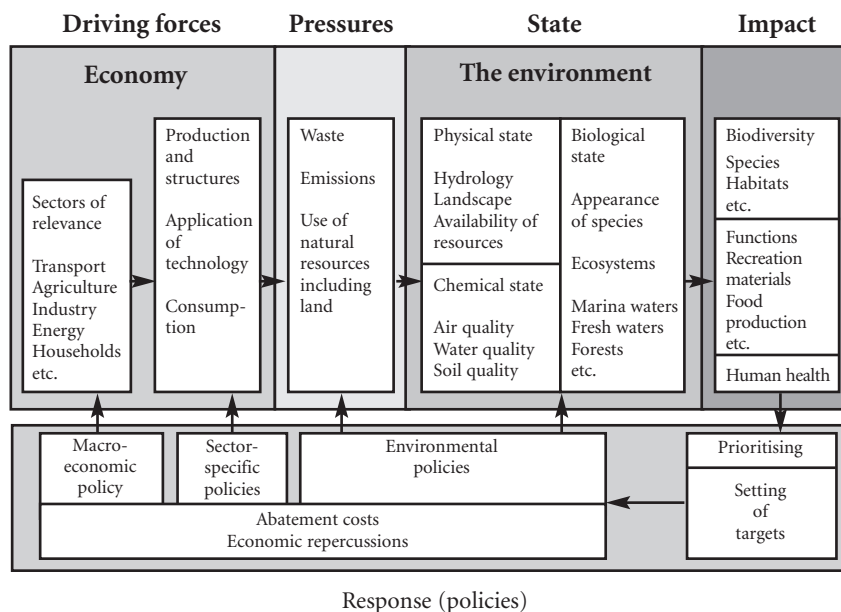 Driving forces
Pressures
State
Impact
Economy
The environment
Sectors of
relevance
Transport
Agriculture
Industry
Energy
Households
etc.
Production
and
structures
Application
of
technology
Consump-
tion
Waste
Emissions
Use of
natural
resources
including
land
Physical state
Hydrology
Landscape
Availability of
resources
Chemical state
Air quality
Water quality
Soil quality
Biological
state
Appearance
of species
Ecosystems
Marina waters
Fresh waters
Forests
etc.
Biodiversity
Species
Habitats
etc.
Functions
Recreation
materials
Food
production
etc.
Human health
Macro-
economic
policy
Sector-
specific
policies
Environmental
policies
Abatement costs
Economic repercussions
Prioritising
Setting
of
targets
Response (policies)